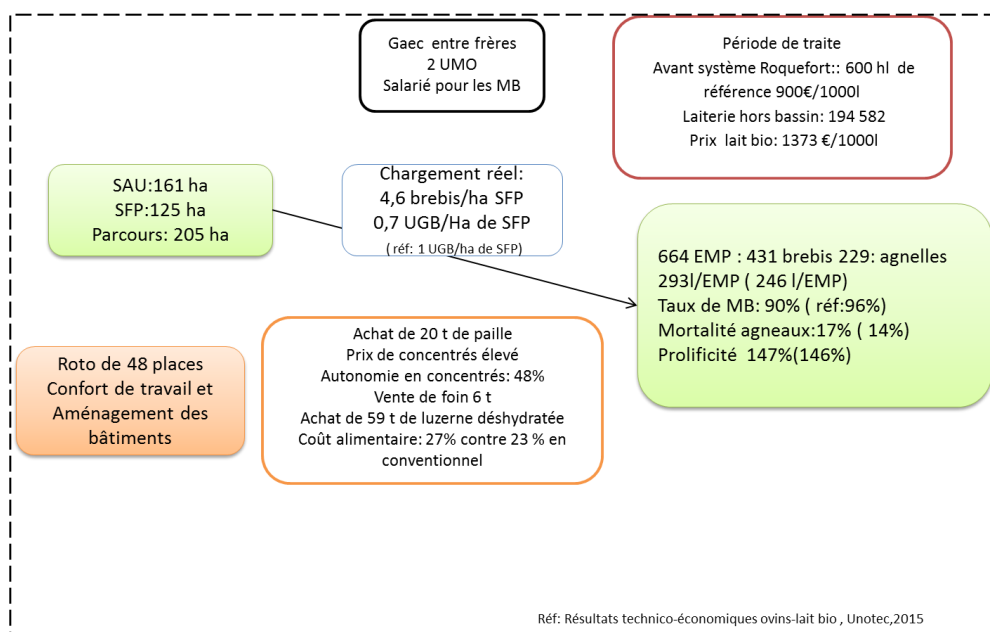 Gaec entre frères
2 UMO
Salarié pour les MB
Période de traite
Avant système Roquefort:: 600 hl de
référence 900€/1000l
Laiterie hors bassin: 194 582
Prix lait bio: 1373 €/1000l
SAU:161 ha
SFP:125 ha
Parcours: 205 ha
Chargement réel:
4,6 brebis/ha SFP
0,7 UGB/Ha de SFP
( réf: 1 UGB/ha de SFP)
664 EMP : 431 brebis 229: agnelles
293l/EMP ( 246 l/EMP)
Taux de MB: 90% ( réf:96%)
Mortalité agneaux:17% ( 14%)
Prolificité 147%(146%)
Roto de 48 places
Confort de travail et
Aménagement des
bâtiments
Achat de 20 t de paille
Prix de concentrés élevé
Autonomie en concentrés: 48%
Vente de foin 6 t
Achat de 59 t de luzerne déshydratée
Coût alimentaire: 27% contre 23 % en
conventionnel
Réf: Résultats technico-économiques ovins-lait bio , Unotec,2015